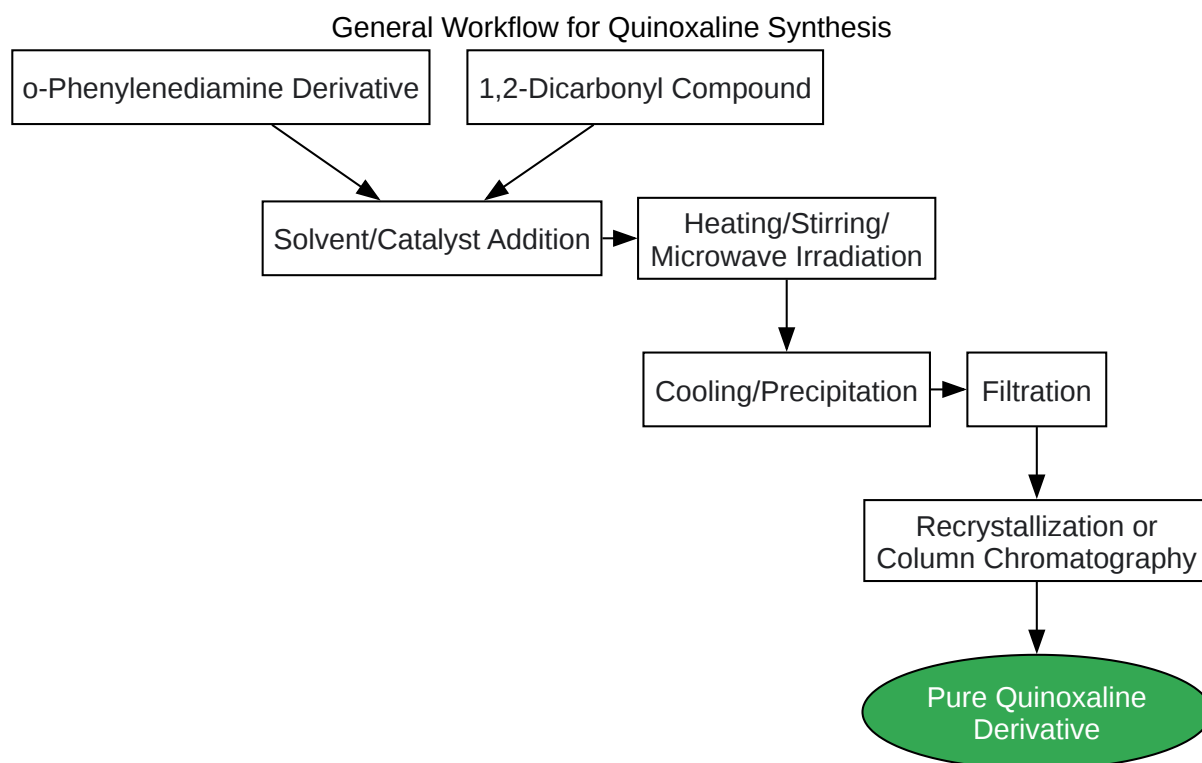 General Workflow for Quinoxaline Synthesis
o-Phenylenediamine Derivative
1,2-Dicarbonyl Compound
Solvent/Catalyst Addition
Heating/Stirring/
Microwave Irradiation
Cooling/Precipitation
Filtration
Recrystallization or
Column Chromatography
Pure Quinoxaline
Derivative